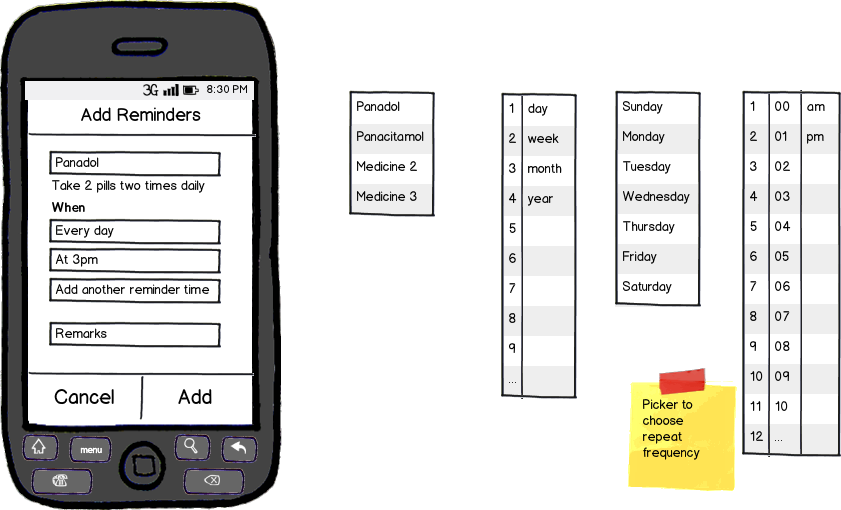 3G 8:30 PM
Add Reminders
Panadol
Take 2 pills two times daily
When
Every day
At 3pm
Add another reminder time
Remarks
Cancel Add
menu
Panadol
Panacitamol
Medicine 2
Medicine 3
1 day
2 week
3 month
4 year
5
6
7
8
9
...
Sunday
Monday
Tuesday
Wednesday
Thursday
Friday
Saturday
1 00 am
2 01 pm
3 02
4 03
5 04
6 05
7 06
8 07
9 08
10 09
11 10
12 ...
Picker to
choose
repeat
frequency